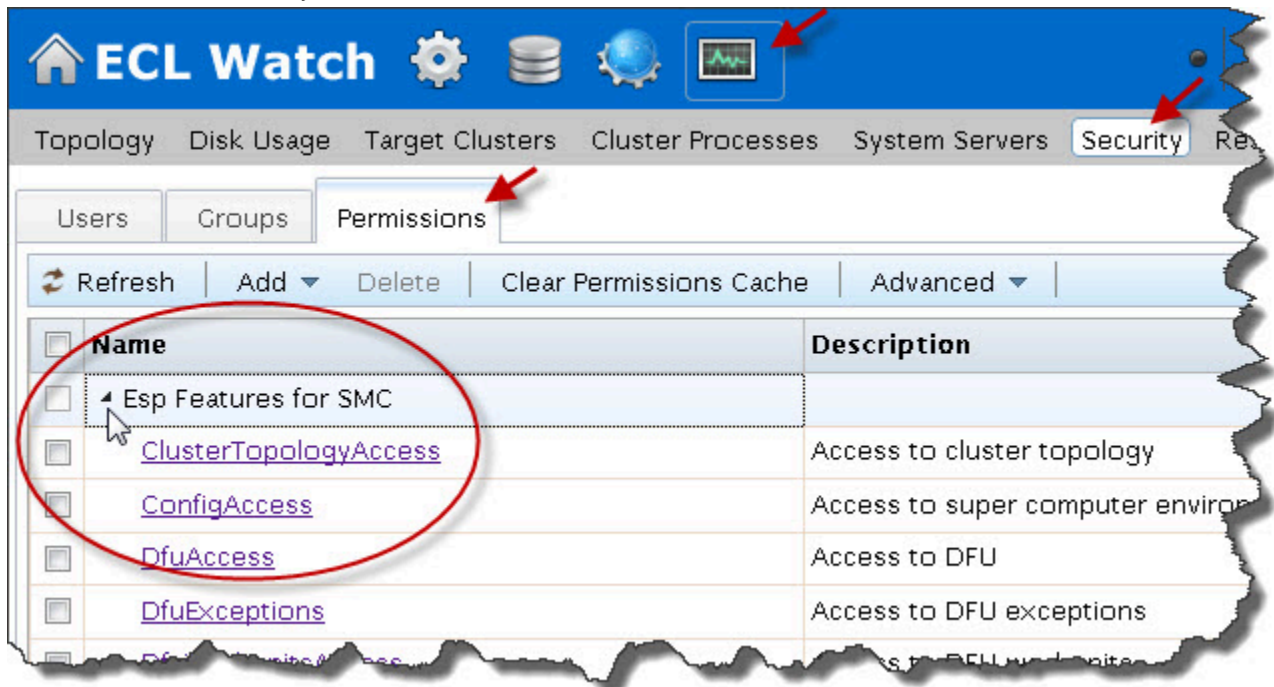 ECL Watch
Topology Disk Usage Target Clusters Cluster Processes System Servers Security
Users Groups Permissions
Refresh Add Delete Clear Permissions Cache Advanced
Name Description
Esp Features for SMC
ClusterTopologyAccess Access to cluster topology
ConfigAccess Access to super computer environ
DfuAccess Access to DFU
DfuExceptions Access to DFU exceptions